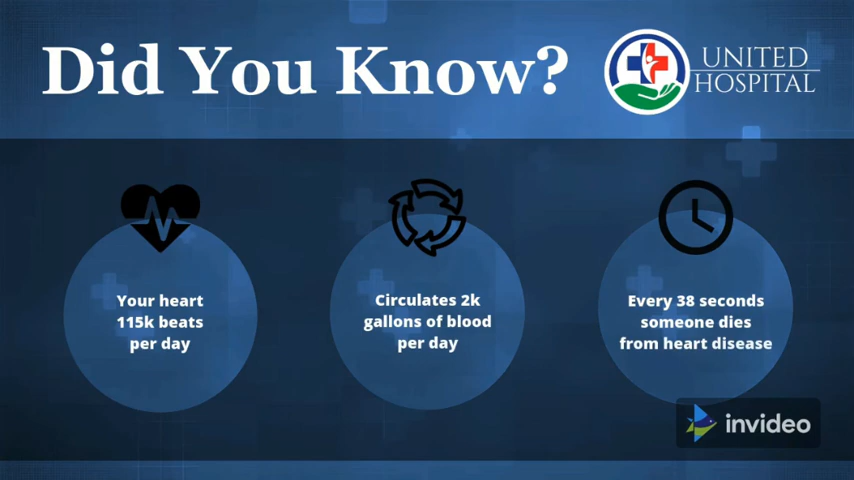 Did You Know?
UNITED
HOSPITAL
Your heart
115k beats
per day
Circulates 2k
gallons of blood
per day
Every 38 seconds
someone dies
from heart disease
invideo